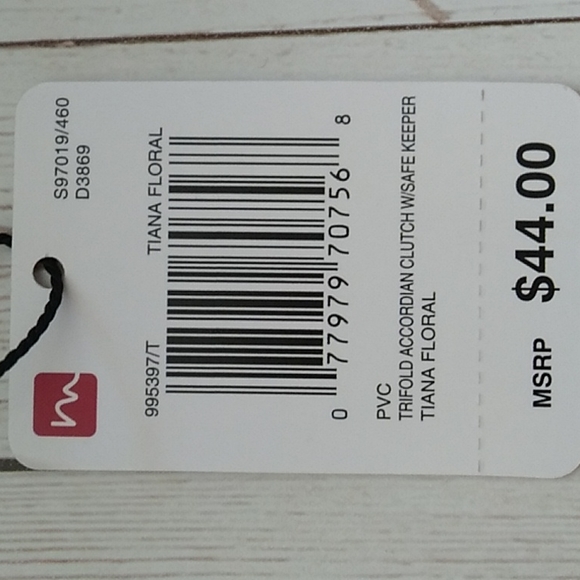 S97019/460
D3869
995397/T TIANA FLORAL
0 77979 70756 8
PVC
TRIFOLD ACCORDIAN CLUTCH W/SAFE KEEPER
TIANA FLORAL
MSRP $44.00